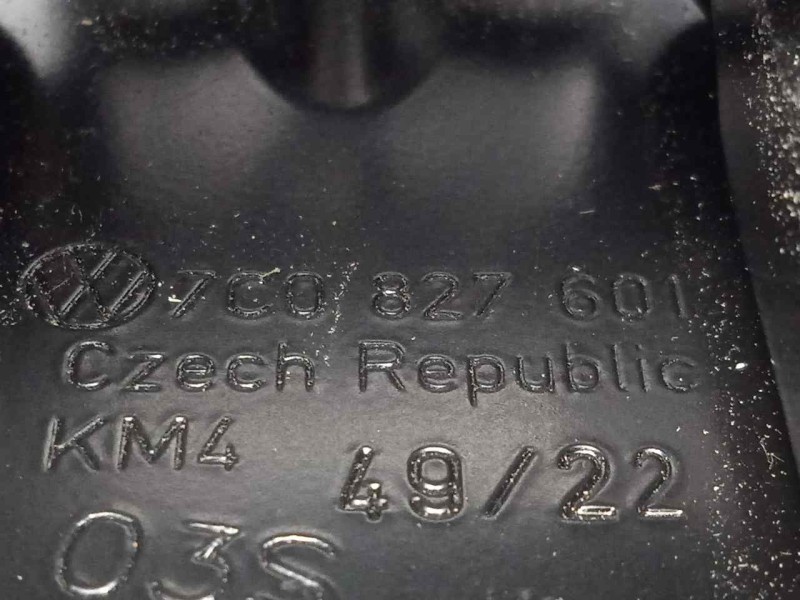 7C0 827 601
Czech Republic
KM4 49/22
03S